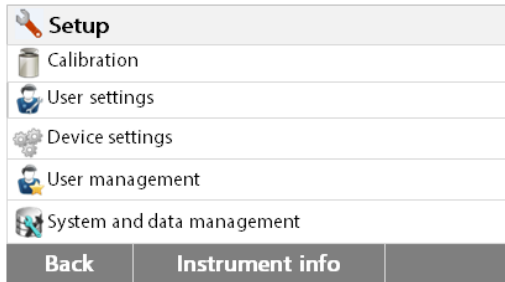 Setup
Calibration
User settings
Device settings
User management
System and data management
Back Instrument info